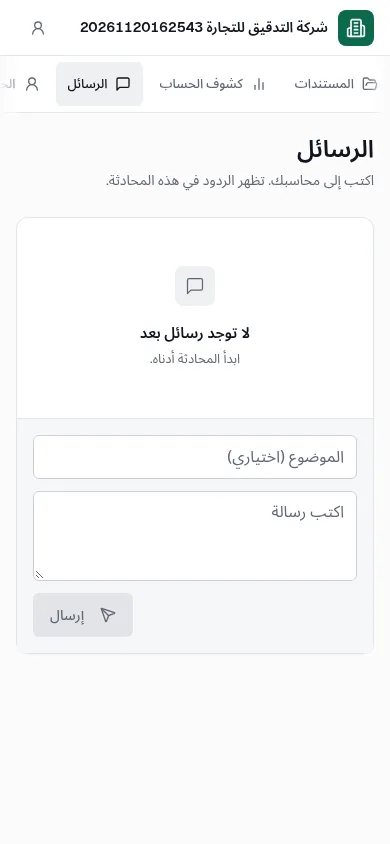 شركة التدقيق للتجارة 20261120162543
المستندات
كشوف الحساب
الرسائل
الرسائل
اكتب إلى محاسبك. تظهر الردود في هذه المحادثة.
لا توجد رسائل بعد
ابدأ المحادثة أدناه.
الموضوع (اختياري)
اكتب رسالة
إرسال